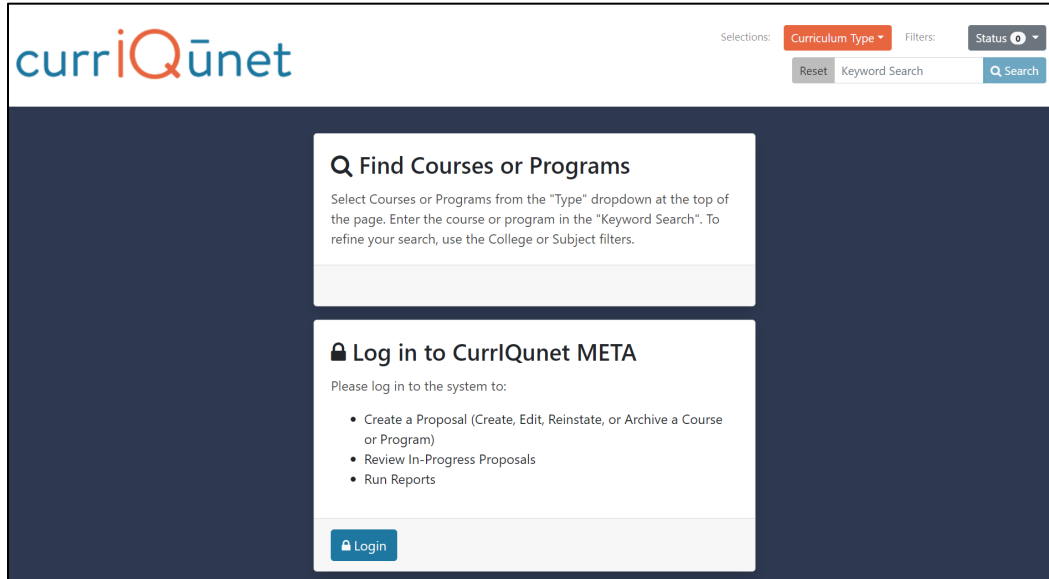 currIQūnet
Selections: Curriculum Type Filters: Status 0
Reset Keyword Search Search
Find Courses or Programs
Select Courses or Programs from the "Type" dropdown at the top of
the page. Enter the course or program in the "Keyword Search". To
refine your search, use the College or Subject filters.
Log in to CurrIQunet META
Please log in to the system to:
• Create a Proposal (Create, Edit, Reinstate, or Archive a Course
or Program)
• Review In-Progress Proposals
• Run Reports
Login